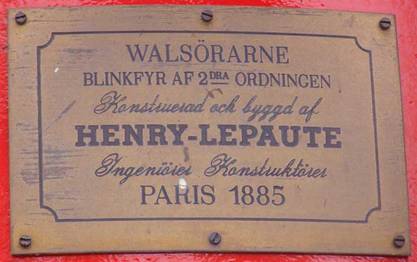 WALSÖRARNE
BLINKFYR AF 2DRA ORDNINGEN
Konstruerad och byggd af
HENRY-LEPAUTE
Ingeniörer Konstruktörer
PARIS 1885